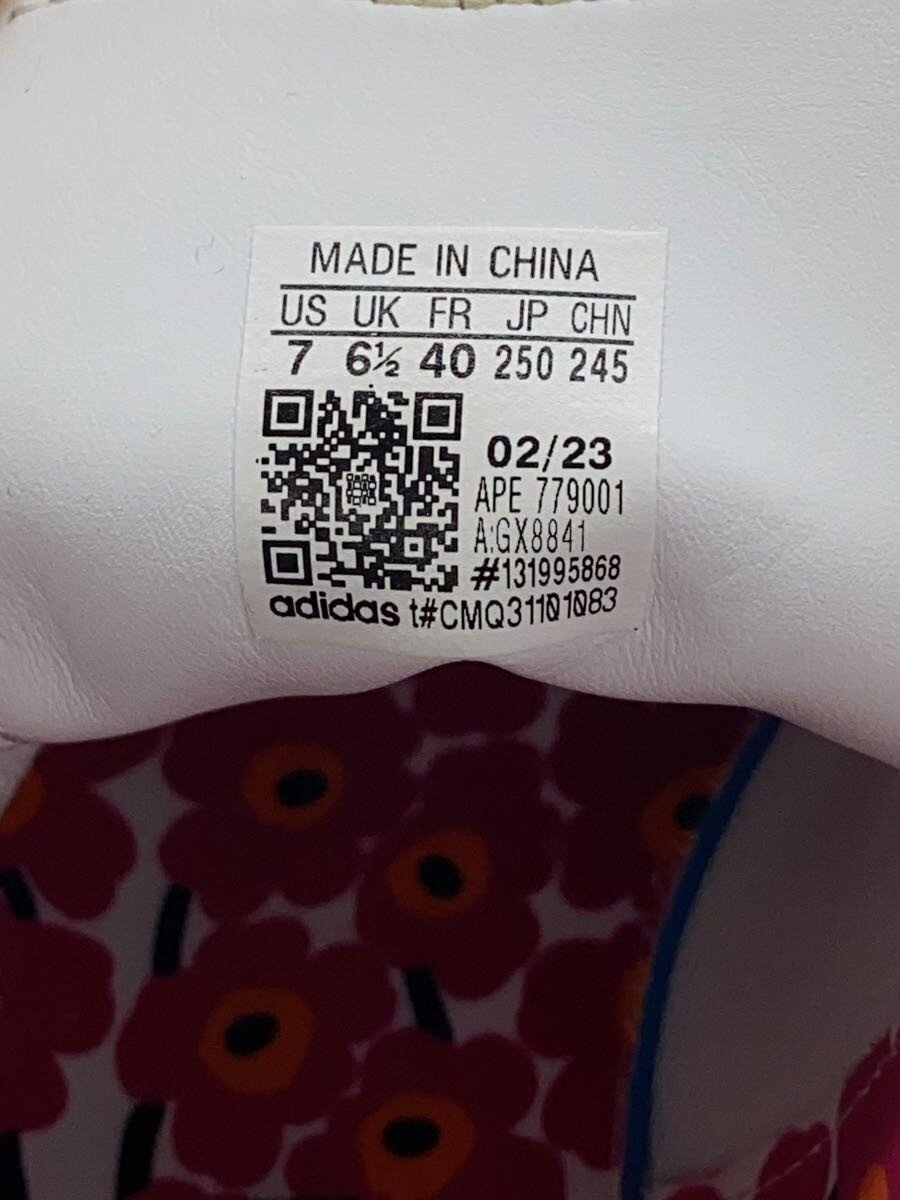 MADE IN CHINA
US UK FR JP CHN
7 6½ 40 250 245
02/23
APE 779001
A:GX8841
#131995868
adidas t#CMQ31101083